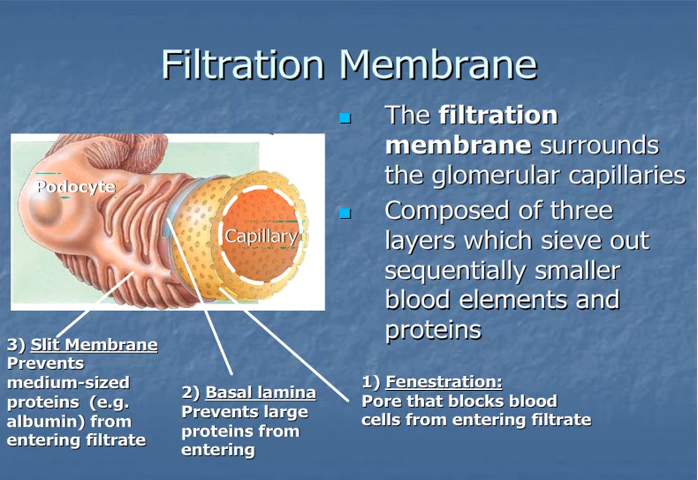 Filtration Membrane
The filtration
membrane surrounds
the glomerular capillaries
Composed of three
layers which sieve out
sequentially smaller
blood elements and
proteins
Podocyte
Capillary
3) Slit Membrane
Prevents
medium-sized
proteins (e.g.
albumin) from
entering filtrate
2) Basal lamina
Prevents large
proteins from
entering
1) Fenestration:
Pore that blocks blood
cells from entering filtrate